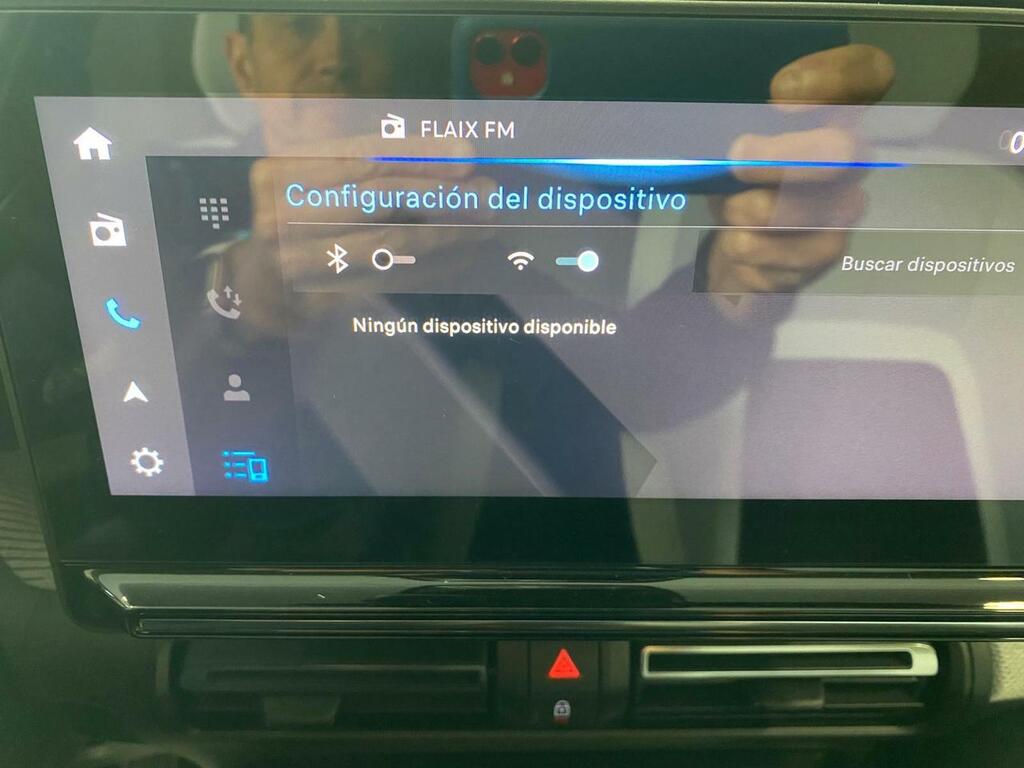 FLAIX FM
Configuración del dispositivo
Buscar dispositivos
Ningún dispositivo disponible